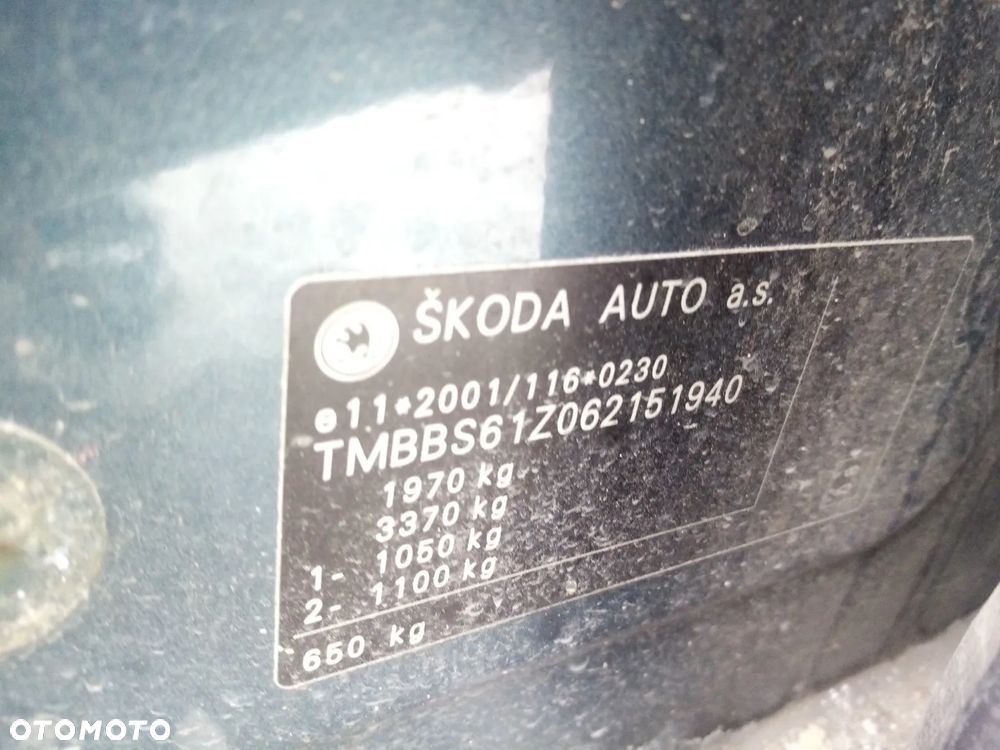 ŠKODA AUTO a.s.
e11*2001/116*0230
TMBBS61Z062151940
1970 kg
3370 kg
1- 1050 kg
2- 1100 kg
650 kg
OTOMOTO